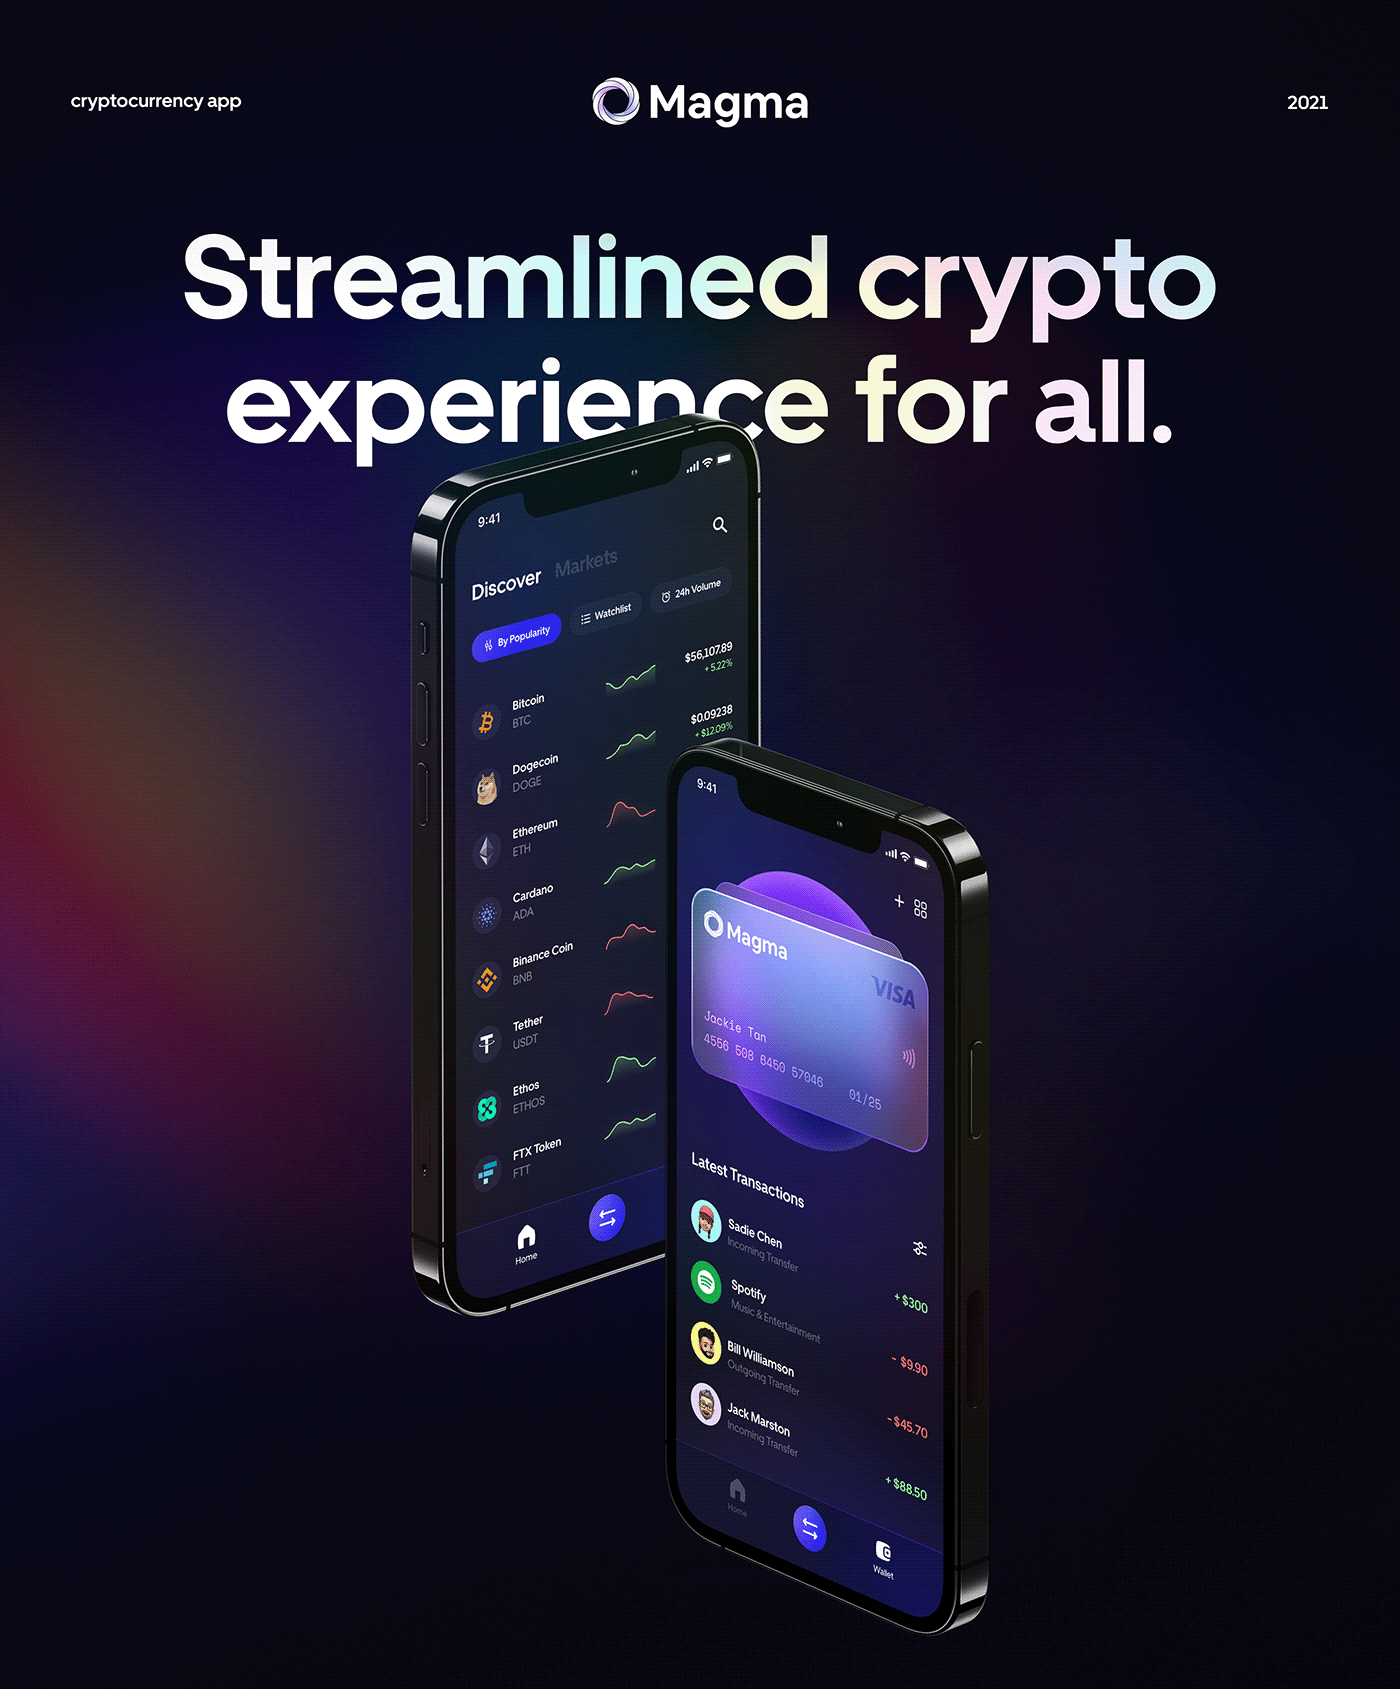 cryptocurrency app
Magma
2021
Streamlined crypto
experience for all.
9:41
Discover
Markets
By Popularity
Watchlist
24h Volume
Bitcoin
BTC
$56,107.89
+ 5.22%
Dogecoin
DOGE
$0.09238
+ $12.09%
Ethereum
ETH
Cardano
ADA
Binance Coin
BNB
Tether
USDT
Ethos
ETHOS
FTX Token
FTT
Home
9:41
Magma
VISA
Jackie Tan
4556 508 6450 57046
01/25
Latest Transactions
Sadie Chen
Incoming Transfer
+ $300
Spotify
Music & Entertainment
- $9.90
Bill Williamson
Outgoing Transfer
- $45.70
Jack Marston
Incoming Transfer
+ $88.50
Home
Wallet